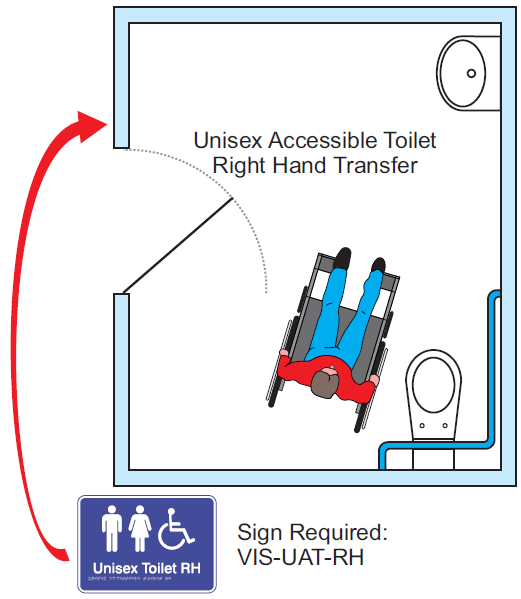 Unisex Accessible Toilet
Right Hand Transfer
Unisex Toilet RH
Sign Required:
VIS-UAT-RH